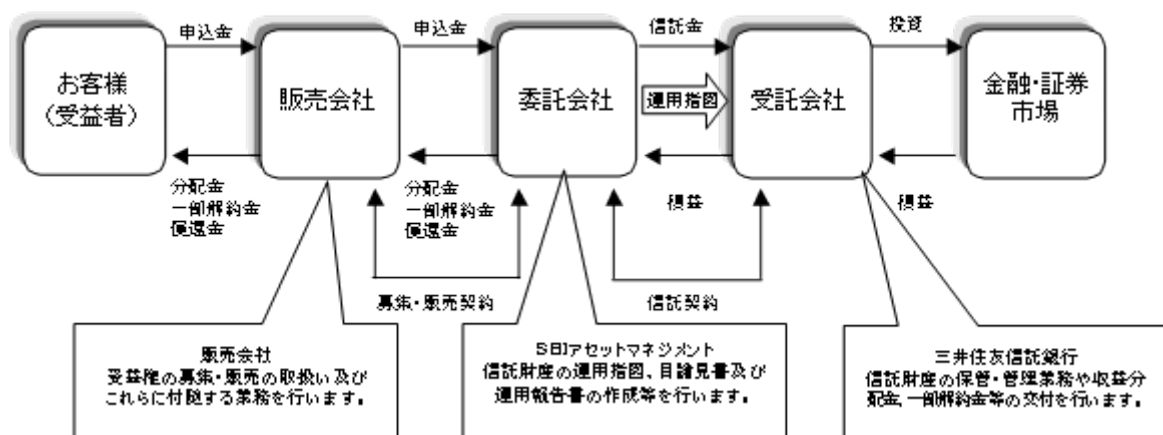 申込金
申込金
信託金
投資
お客様
(受益者)
販売会社
委託会社
運用指図
受託会社
金融・証券
市場
分配金
一部解約金
償還金
分配金
一部解約金
償還金
損益
損益
募集・販売契約
信託契約
販売会社
受益権の募集・販売の取扱い及び
これらに付随する業務を行います。
SBIアセットマネジメント
信託財産の運用指図、目論見書及び
運用報告書の作成等を行います。
三井住友信託銀行
信託財産の保管・管理業務や収益分
配金、一部解約金等の交付を行います。